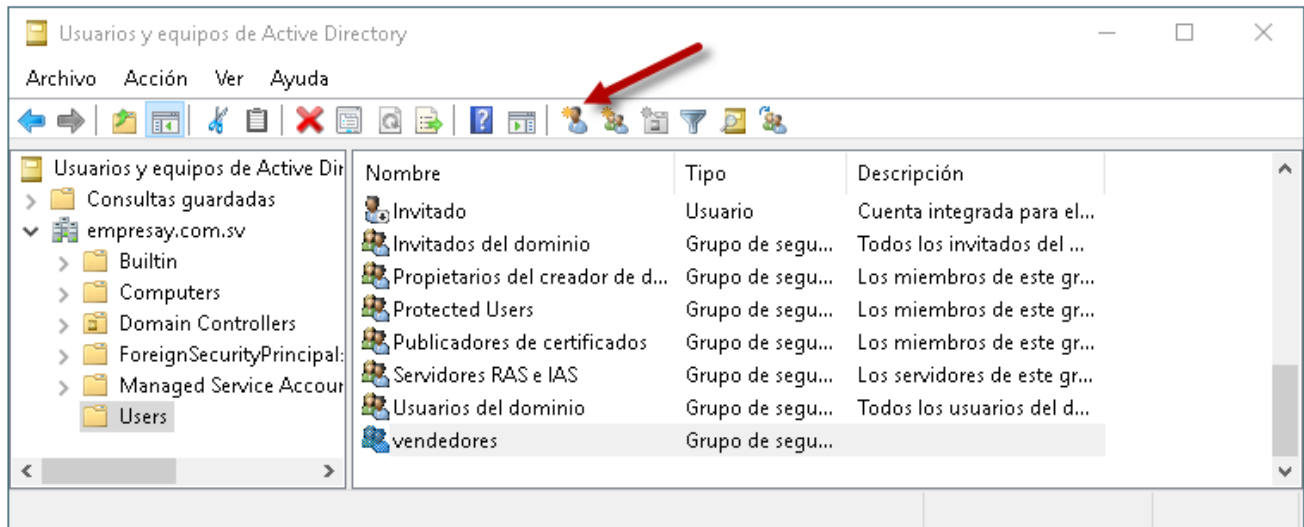 Usuarios y equipos de Active Directory
Archivo Acción Ver Ayuda
Usuarios y equipos de Active Dir
Consultas guardadas
empresay.com.sv
Builtin
Computers
Domain Controllers
ForeignSecurityPrincipal:
Managed Service Accour
Users
Nombre Tipo Descripción
Invitado Usuario Cuenta integrada para el...
Invitados del dominio Grupo de segu... Todos los invitados del ...
Propietarios del creador de d... Grupo de segu... Los miembros de este gr...
Protected Users Grupo de segu... Los miembros de este gr...
Publicadores de certificados Grupo de segu... Los miembros de este gr...
Servidores RAS e IAS Grupo de segu... Los servidores de este gr...
Usuarios del dominio Grupo de segu... Todos los usuarios del d...
vendedores Grupo de segu...